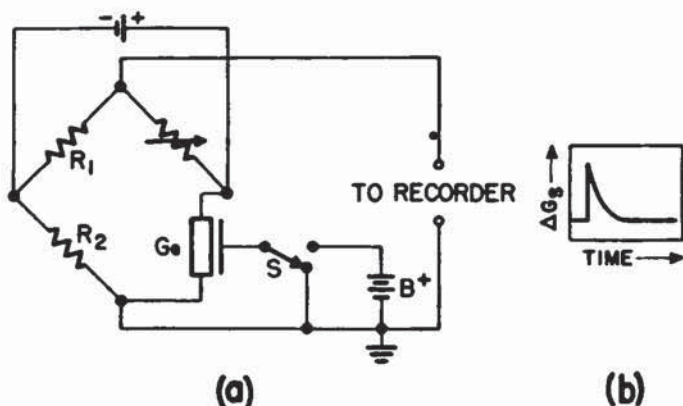 - +
R1
R2
Ge
S
B+
TO RECORDER
(a)
ΔGs
TIME
(b)